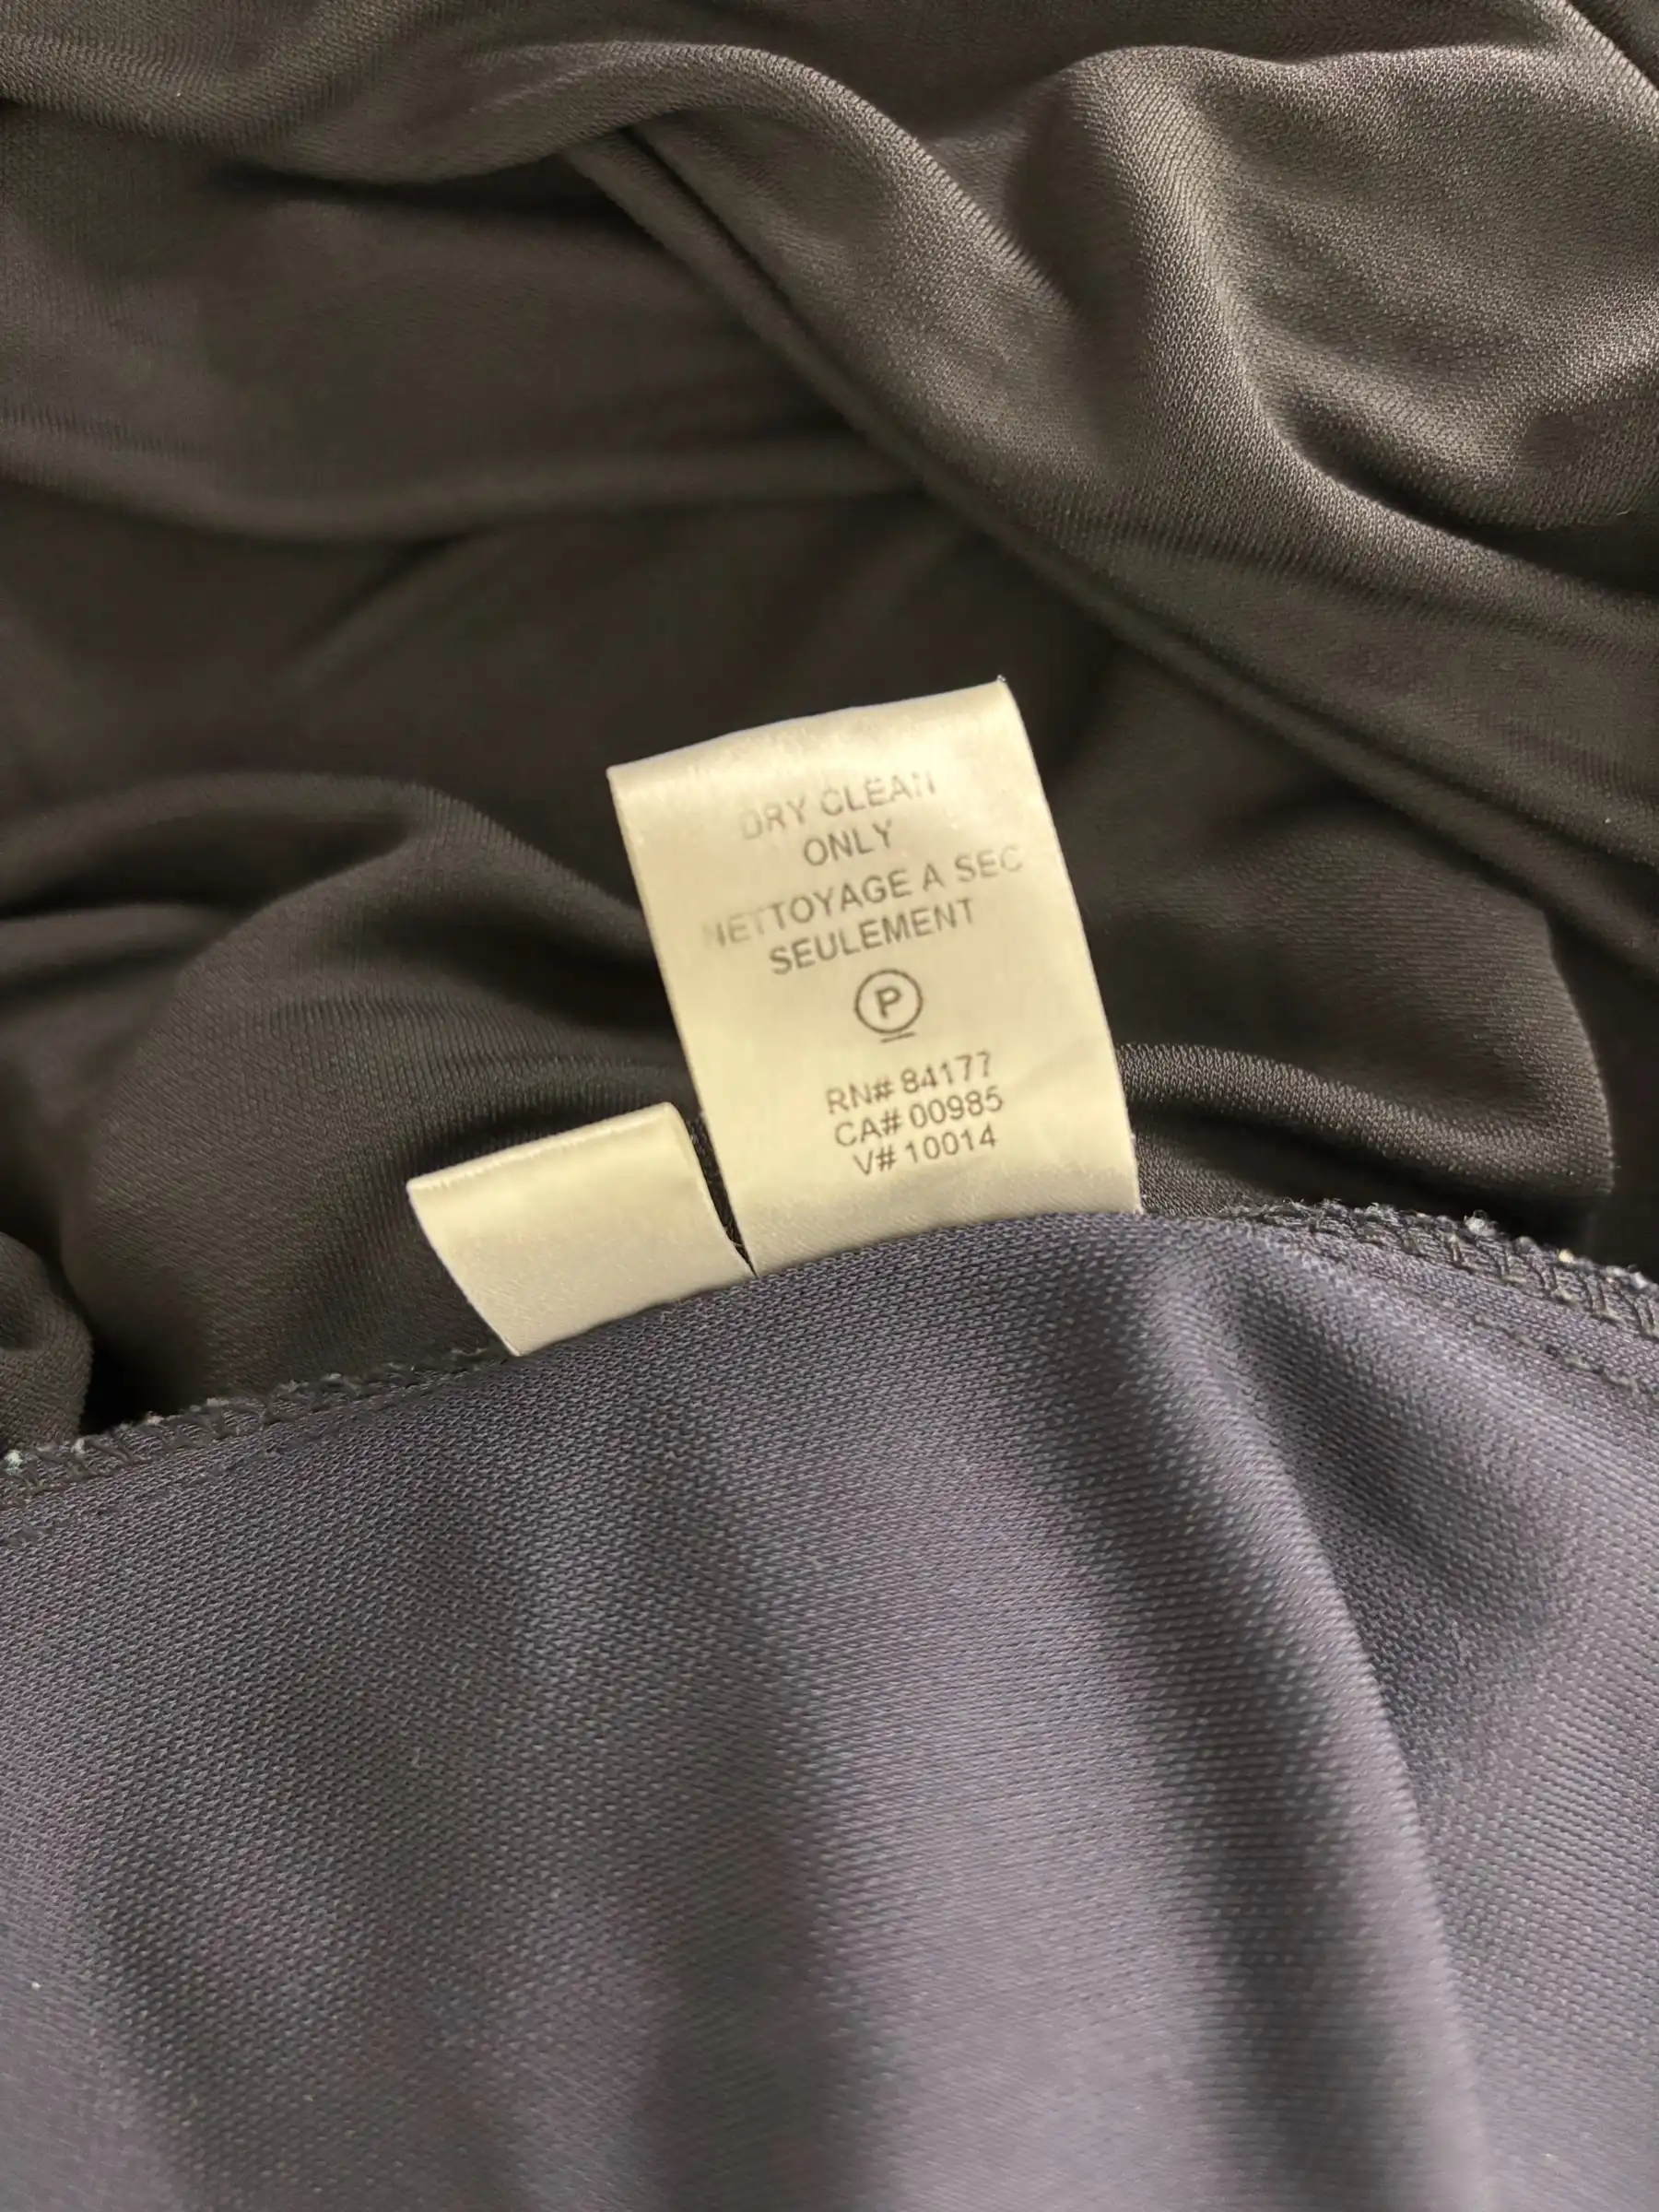 DRY CLEAN
ONLY
NETTOYAGE A SEC
SEULEMENT
P
RN# 84177
CA# 00985
V# 10014